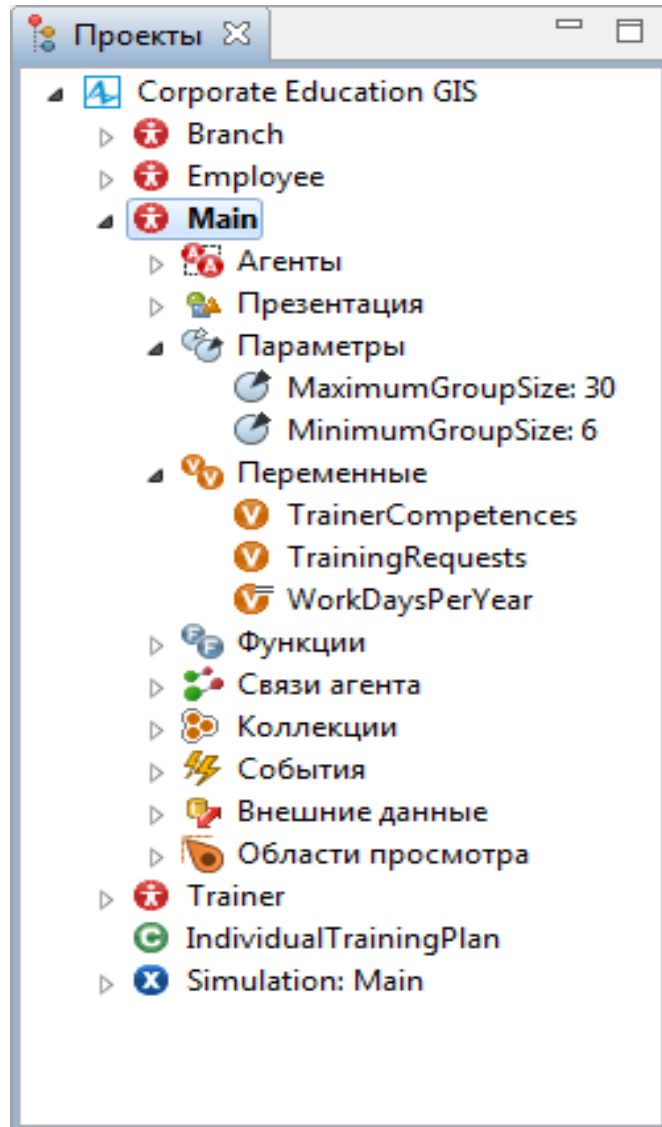 Проекты
Corporate Education GIS
Branch
Employee
Main
Агенты
Презентация
Параметры
MaximumGroupSize: 30
MinimumGroupSize: 6
Переменные
TrainerCompetences
TrainingRequests
WorkDaysPerYear
Функции
Связи агента
Коллекции
События
Внешние данные
Области просмотра
Trainer
IndividualTrainingPlan
Simulation: Main